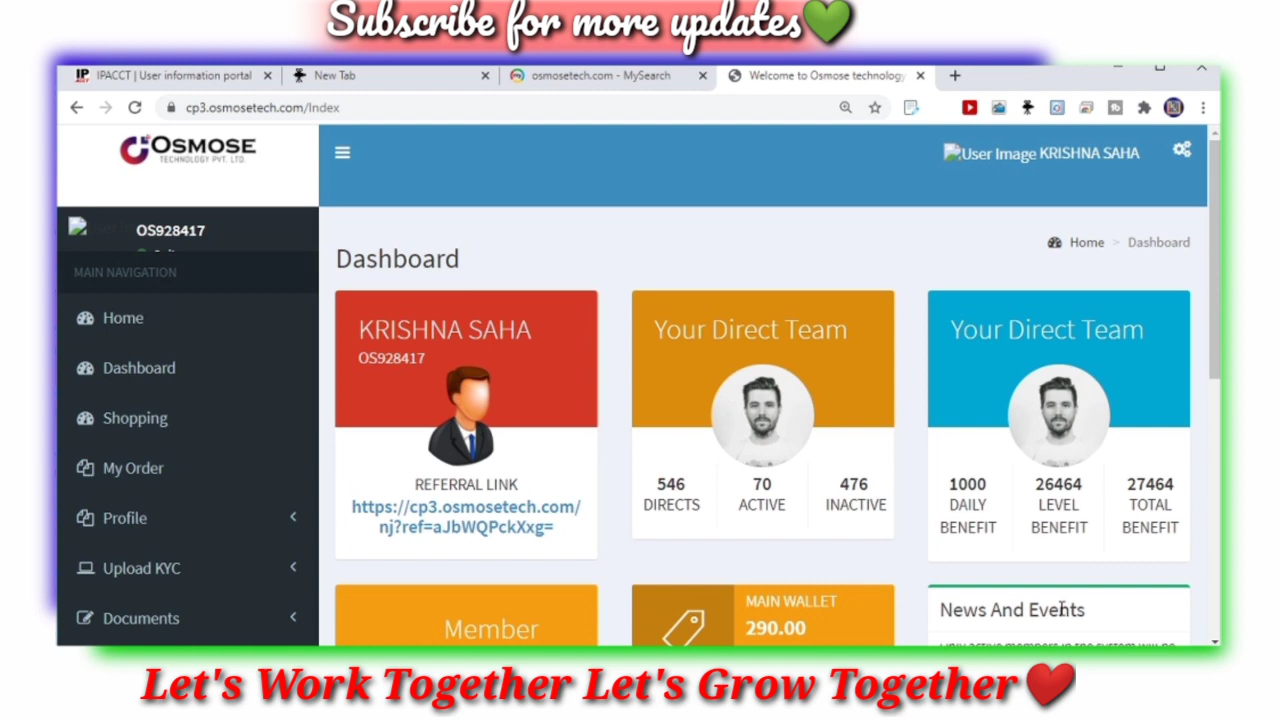 Subscribe for more updates💚
IPACCT | User information portal
New Tab
osmosetech.com - MySearch
Welcome to Osmose technology
cp3.osmosetech.com/Index
OSMOSE
TECHNOLOGY PVT. LTD.
User Image KRISHNA SAHA
OS928417
MAIN NAVIGATION
Home
Dashboard
Shopping
My Order
Profile
Upload KYC
Documents
Dashboard
Home > Dashboard
KRISHNA SAHA
OS928417
REFERRAL LINK
https://cp3.osmosetech.com/
nj?ref=aJbWQPckXxg=
Your Direct Team
546 70 476
DIRECTS ACTIVE INACTIVE
Your Direct Team
1000 26464 27464
DAILY LEVEL TOTAL
BENEFIT BENEFIT BENEFIT
Member
MAIN WALLET
290.00
News And Events
Let's Work Together Let's Grow Together❤️